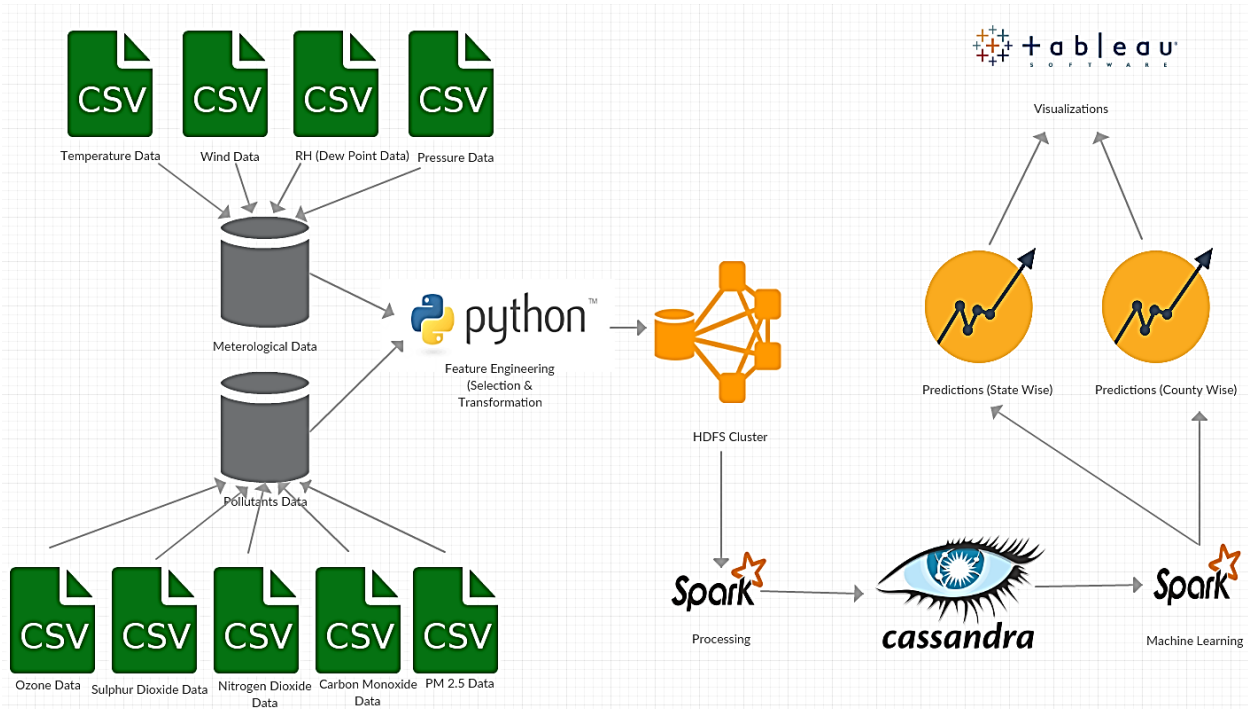 CSV
CSV
CSV
CSV
Temperature Data
Wind Data
RH (Dew Point Data)
Pressure Data
Meterological Data
Pollutants Data
CSV
CSV
CSV
CSV
CSV
Ozone Data
Sulphur Dioxide Data
Nitrogen Dioxide
Data
Carbon Monoxide
Data
PM 2.5 Data
python™
Feature Engineering
(Selection &
Transformation
HDFS Cluster
Spark
Processing
cassandra
Spark
Machine Learning
Predictions (State Wise)
Predictions (County Wise)
Visualizations
+ableau®
SOFTWARE